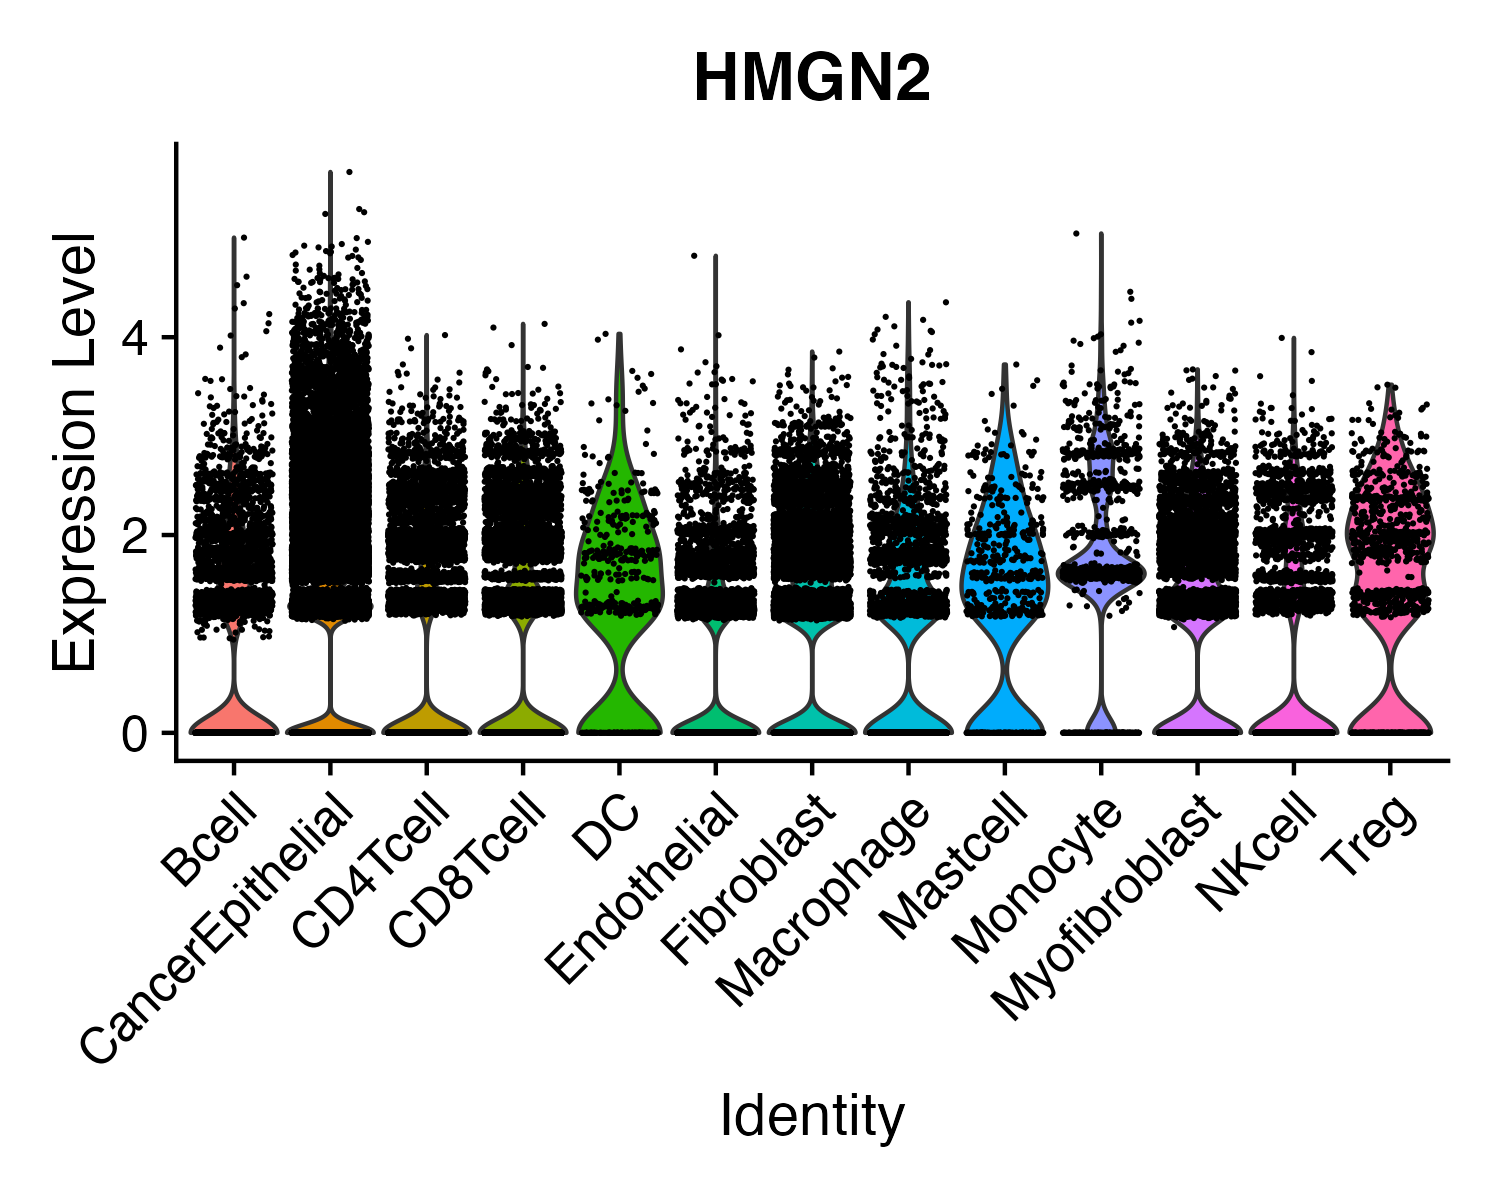 HMGN2
Expression Level
4
2
0
Bcell
CancerEpithelial
CD4Tcell
CD8Tcell
DC
Endothelial
Fibroblast
Macrophage
Mastcell
Monocyte
Myofibroblast
NKcell
Treg
Identity